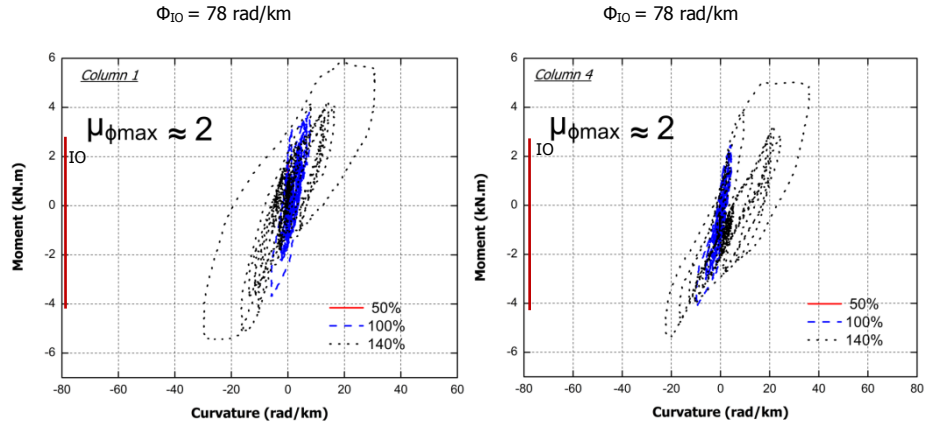 ΦIO = 78 rad/km
ΦIO = 78 rad/km
6
4
2
0
-2
-4
-6
Moment (kN.m)
Column 1
μϕmax ≈ 2
IO
50%
100%
140%
-80 -60 -40 -20 0 20 40 60
Curvature (rad/km)
6
4
2
0
-2
-4
-6
Moment (kN.m)
Column 4
μϕmax ≈ 2
IO
50%
100%
140%
-80 -60 -40 -20 0 20 40 60 80
Curvature (rad/km)